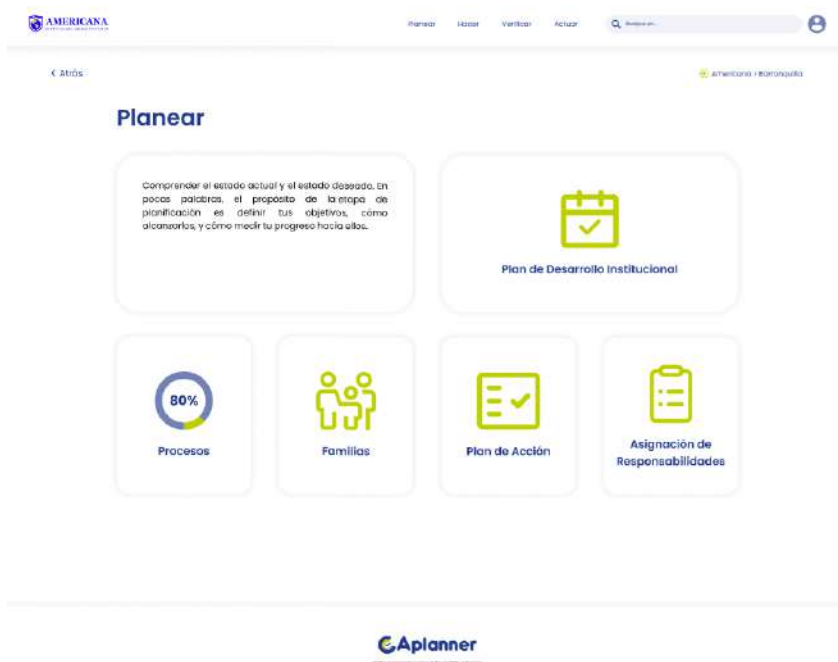 AMERICANA
Planear Hacer Verificar Actuar
< Atrás
Americana > Barranquilla
Planear
Comprender el estado actual y el estado deseado. En
pocas palabras, el propósito de la etapa de
planificación es definir tus objetivos, cómo
alcanzarlos, y cómo medir tu progreso hacia ellos.
Plan de Desarrollo Institucional
80%
Procesos
Familias
Plan de Acción
Asignación de
Responsabilidades
CAplanner